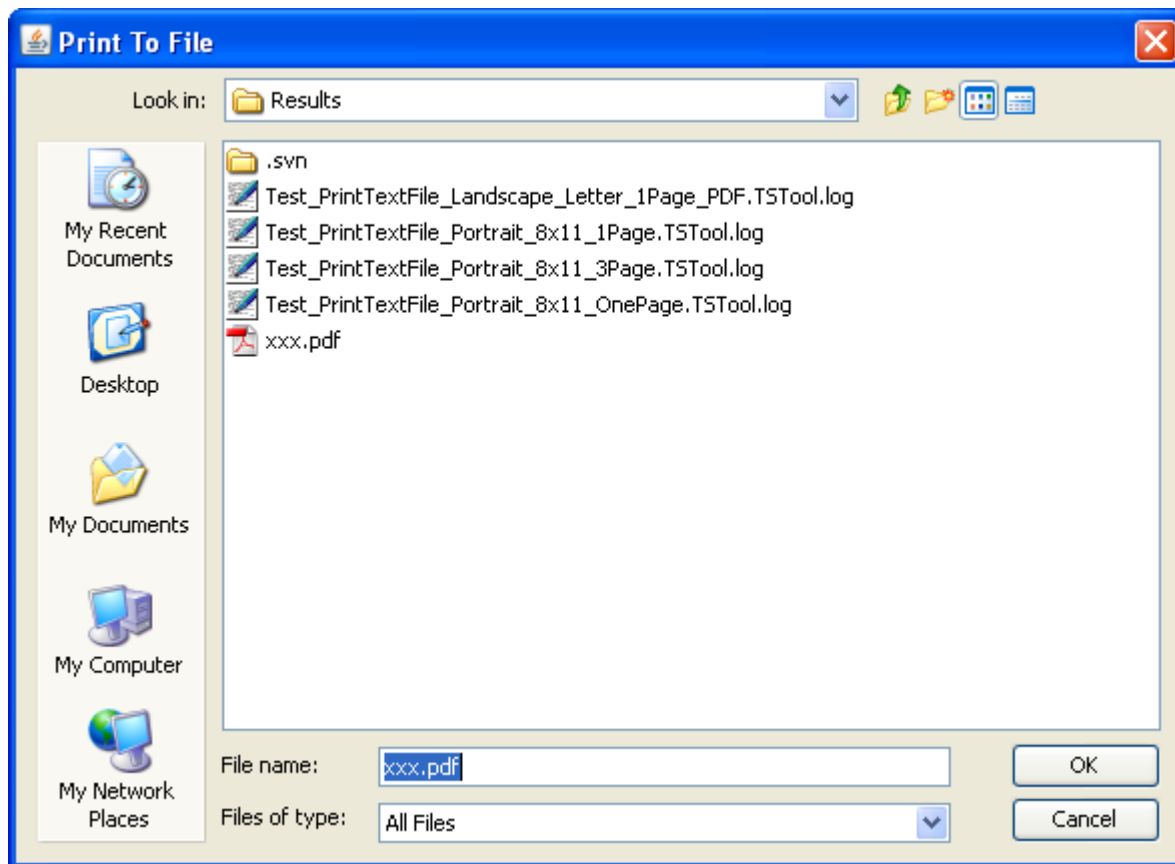 Print To File
Look in:
Results
My Recent
Documents
Desktop
My Documents
My Computer
My Network
Places
.svn
Test_PrintTextFile_Landscape_Letter_1Page_PDF.TSTool.log
Test_PrintTextFile_Portrait_8x11_1Page.TSTool.log
Test_PrintTextFile_Portrait_8x11_3Page.TSTool.log
Test_PrintTextFile_Portrait_8x11_OnePage.TSTool.log
xxx.pdf
File name:
xxx.pdf
OK
Files of type:
All Files
Cancel